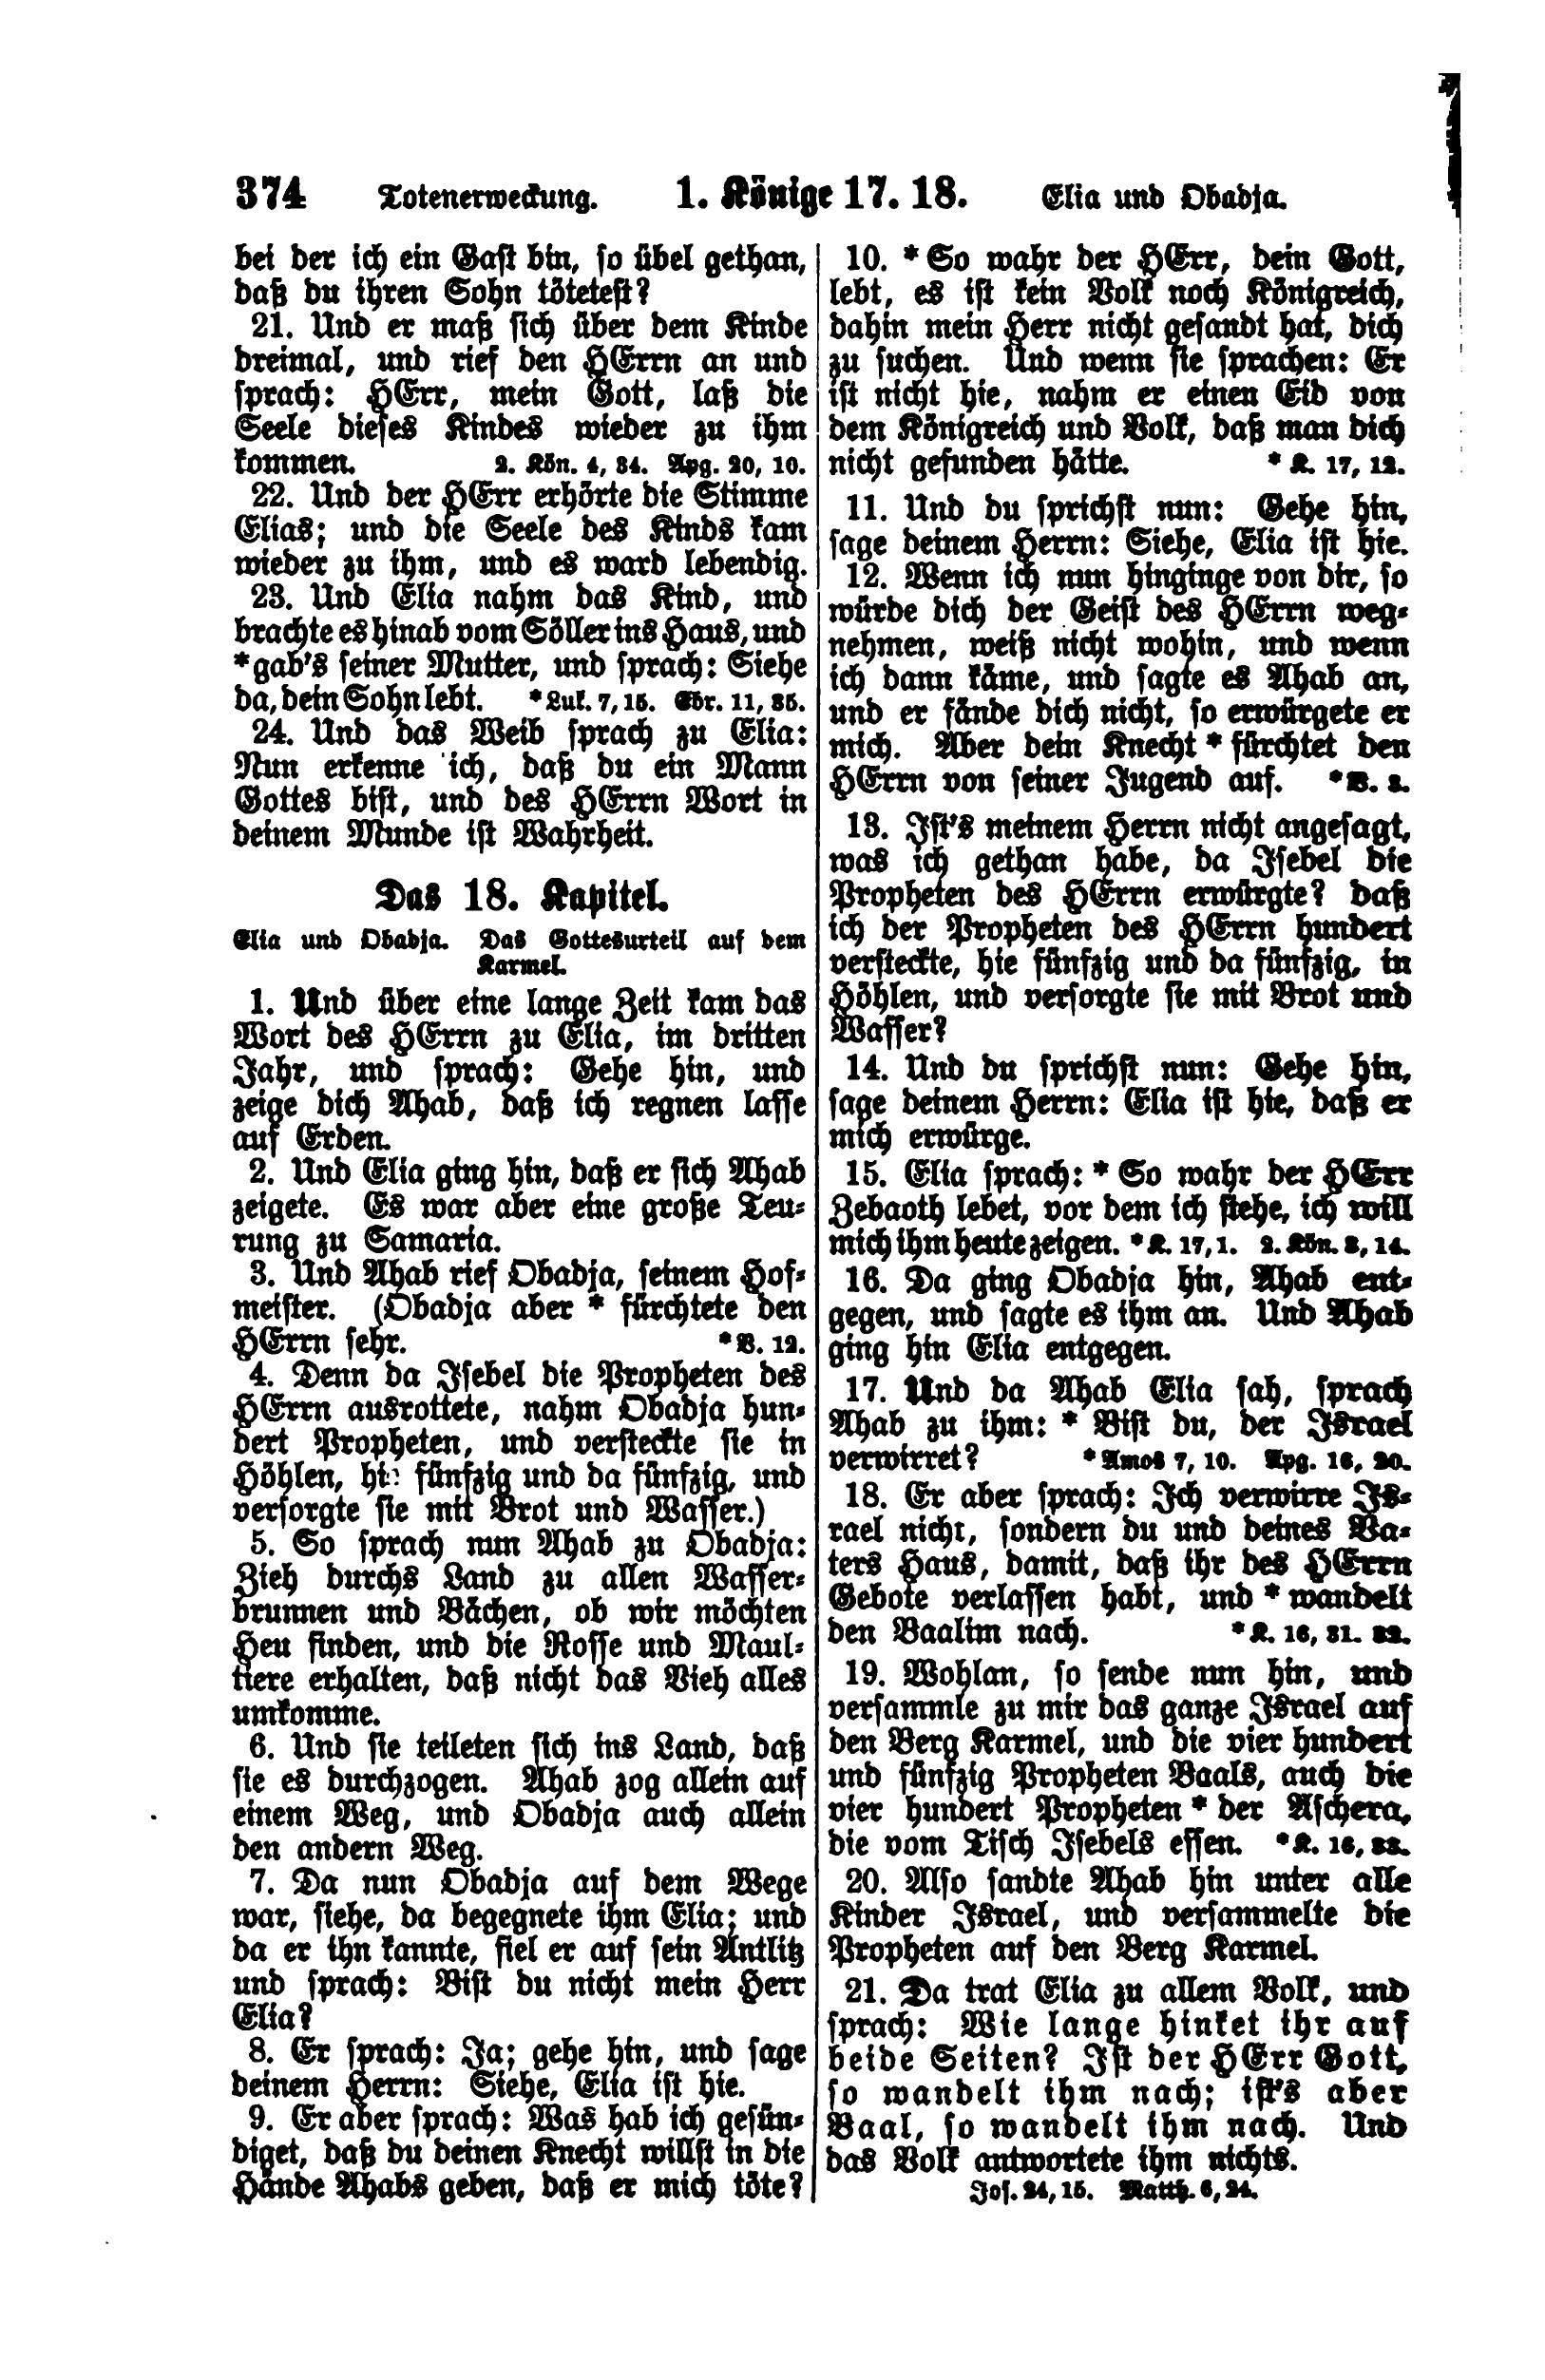 374 Totenerweckung. 1. Könige 17. 18. Elia und Obadja.
bei der ich ein Gast bin, so übel gethan,
daß du ihren Sohn tötetest?
21. Und er maß sich über dem Kinde
dreimal, und rief den HErrn an und
sprach: HErr, mein Gott, laß die
Seele dieses Kindes wieder zu ihm
kommen. 2. Kön. 4, 34. Apg. 20, 10.
22. Und der HErr erhörte die Stimme
Elias; und die Seele des Kinds kam
wieder zu ihm, und es ward lebendig.
23. Und Elia nahm das Kind, und
brachte es hinab vom Söller ins Haus, und
*gab's seiner Mutter, und sprach: Siehe
da, dein Sohn lebt. *Luk. 7, 15. Ebr. 11, 35.
24. Und das Weib sprach zu Elia:
Nun erkenne ich, daß du ein Mann
Gottes bist, und des HErrn Wort in
deinem Munde ist Wahrheit.
Das 18. Kapitel.
Elia und Obadja. Das Gottesurteil auf dem
Karmel.
1. Und über eine lange Zeit kam das
Wort des HErrn zu Elia, im dritten
Jahr, und sprach: Gehe hin, und
zeige dich Ahab, daß ich regnen lasse
auf Erden.
2. Und Elia ging hin, daß er sich Ahab
zeigete. Es war aber eine große Teu-
rung zu Samaria.
3. Und Ahab rief Obadja, seinem Hof-
meister. (Obadja aber * fürchtete den
HErrn sehr. *V. 12.
4. Denn da Isebel die Propheten des
HErrn ausrottete, nahm Obadja hun-
dert Propheten, und versteckte sie in
Höhlen, hie fünfzig und da fünfzig, und
versorgte sie mit Brot und Wasser.)
5. So sprach nun Ahab zu Obadja:
Zieh durchs Land zu allen Wasser-
brunnen und Bächen, ob wir möchten
Heu finden, und die Rosse und Maul-
tiere erhalten, daß nicht das Vieh alles
umkomme.
6. Und sie teileten sich ins Land, daß
sie es durchzogen. Ahab zog allein auf
einem Weg, und Obadja auch allein
den andern Weg.
7. Da nun Obadja auf dem Wege
war, siehe, da begegnete ihm Elia; und
da er ihn kannte, fiel er auf sein Antlitz
und sprach: Bist du nicht mein Herr
Elia?
8. Er sprach: Ja; gehe hin, und sage
deinem Herrn: Siehe, Elia ist hie.
9. Er aber sprach: Was hab ich gesün-
diget, daß du deinen Knecht willst in die
Hände Ahabs geben, daß er mich töte?
10. *So wahr der HErr, dein Gott,
lebt, es ist kein Volk noch Königreich,
dahin mein Herr nicht gesandt hat, dich
zu suchen. Und wenn sie sprachen: Er
ist nicht hie, nahm er einen Eid von
dem Königreich und Volk, daß man dich
nicht gefunden hätte. *K. 17, 12.
11. Und du sprichst nun: Gehe hin,
sage deinem Herrn: Siehe, Elia ist hie.
12. Wenn ich nun hinginge von dir, so
würde dich der Geist des HErrn weg-
nehmen, weiß nicht wohin, und wenn
ich dann käme, und sagte es Ahab an,
und er fände dich nicht, so erwürgete er
mich. Aber dein Knecht * fürchtet den
HErrn von seiner Jugend auf. *V. 3.
13. Ist's meinem Herrn nicht angesagt,
was ich gethan habe, da Isebel die
Propheten des HErrn erwürgte? daß
ich der Propheten des HErrn hundert
versteckte, hie fünfzig und da fünfzig, in
Höhlen, und versorgte sie mit Brot und
Wasser?
14. Und du sprichst nun: Gehe hin,
sage deinem Herrn: Elia ist hie, daß er
mich erwürge.
15. Elia sprach: * So wahr der HErr
Zebaoth lebet, vor dem ich stehe, ich will
mich ihm heute zeigen. *K. 17, 1. 2. Kön. 3, 14.
16. Da ging Obadja hin, Ahab ent-
gegen, und sagte es ihm an. Und Ahab
ging hin Elia entgegen.
17. Und da Ahab Elia sah, sprach
Ahab zu ihm: * Bist du, der Israel
verwirret? *Amos 7, 10. Apg. 16, 20.
18. Er aber sprach: Ich verwirre Is-
rael nicht, sondern du und deines Va-
ters Haus, damit, daß ihr des HErrn
Gebote verlassen habt, und * wandelt
den Baalim nach. *K. 16, 31. 32.
19. Wohlan, so sende nun hin, und
versammle zu mir das ganze Israel auf
den Berg Karmel, und die vier hundert
und fünfzig Propheten Baals, auch die
vier hundert Propheten * der Aschera,
die vom Tisch Isebels essen. *K. 16, 33.
20. Also sandte Ahab hin unter alle
Kinder Israel, und versammelte die
Propheten auf den Berg Karmel.
21. Da trat Elia zu allem Volk, und
sprach: Wie lange hinket ihr auf
beide Seiten? Ist der HErr Gott,
so wandelt ihm nach; ist's aber
Baal, so wandelt ihm nach. Und
das Volk antwortete ihm nichts.
Jos. 24, 15. Matth. 6, 24.